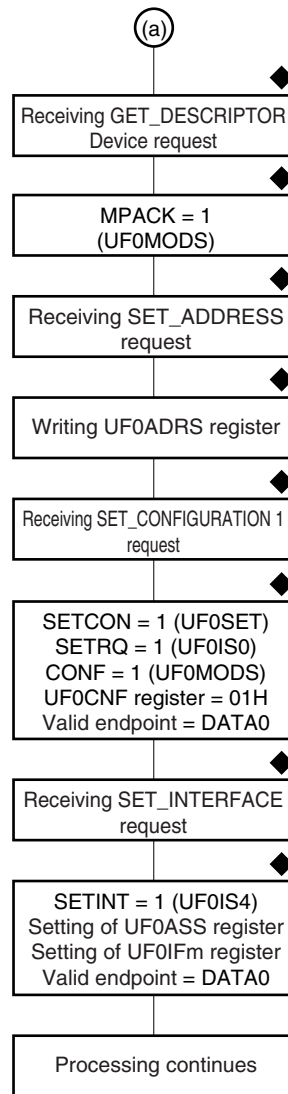 (a)
Receiving GET_DESCRIPTOR
Device request
MPACK = 1
(UF0MODS)
Receiving SET_ADDRESS
request
Writing UF0ADRS register
Receiving SET_CONFIGURATION 1
request
SETCON = 1 (UF0SET)
SETRQ = 1 (UF0IS0)
CONF = 1 (UF0MODS)
UF0CNF register = 01H
Valid endpoint = DATA0
Receiving SET_INTERFACE
request
SETINT = 1 (UF0IS4)
Setting of UF0ASS register
Setting of UF0IFm register
Valid endpoint = DATA0
Processing continues